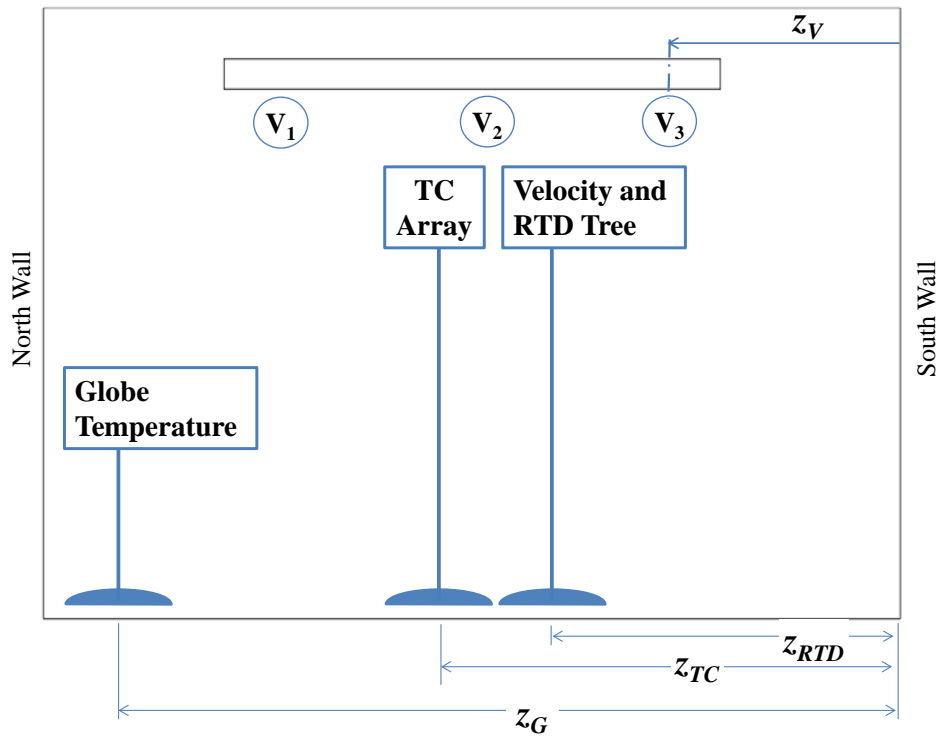 z_V
V_1
V_2
V_3
TC
Array
Velocity and
RTD Tree
North Wall
South Wall
Globe
Temperature
z_RTD
z_TC
z_G